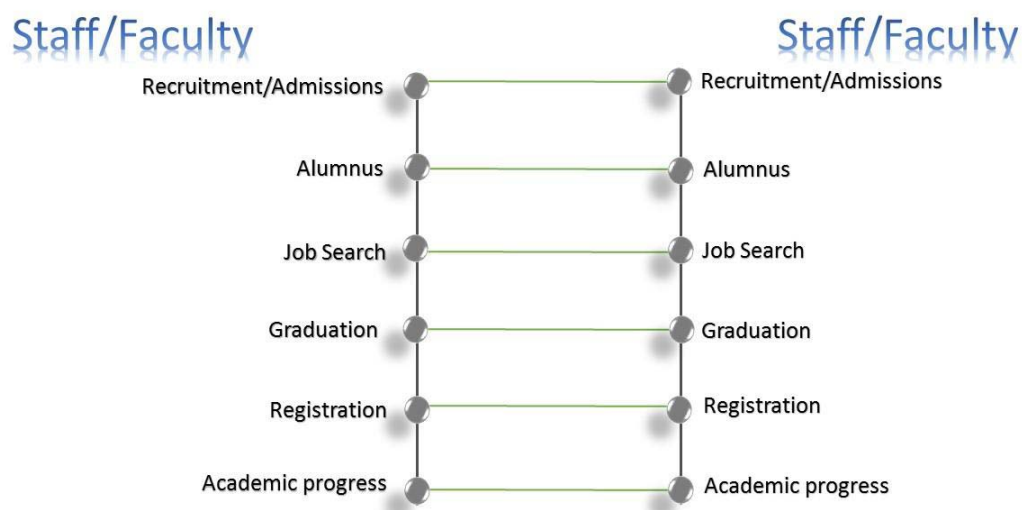 Staff/Faculty Staff/Faculty
Recruitment/Admissions Recruitment/Admissions
Alumnus Alumnus
Job Search Job Search
Graduation Graduation
Registration Registration
Academic progress Academic progress